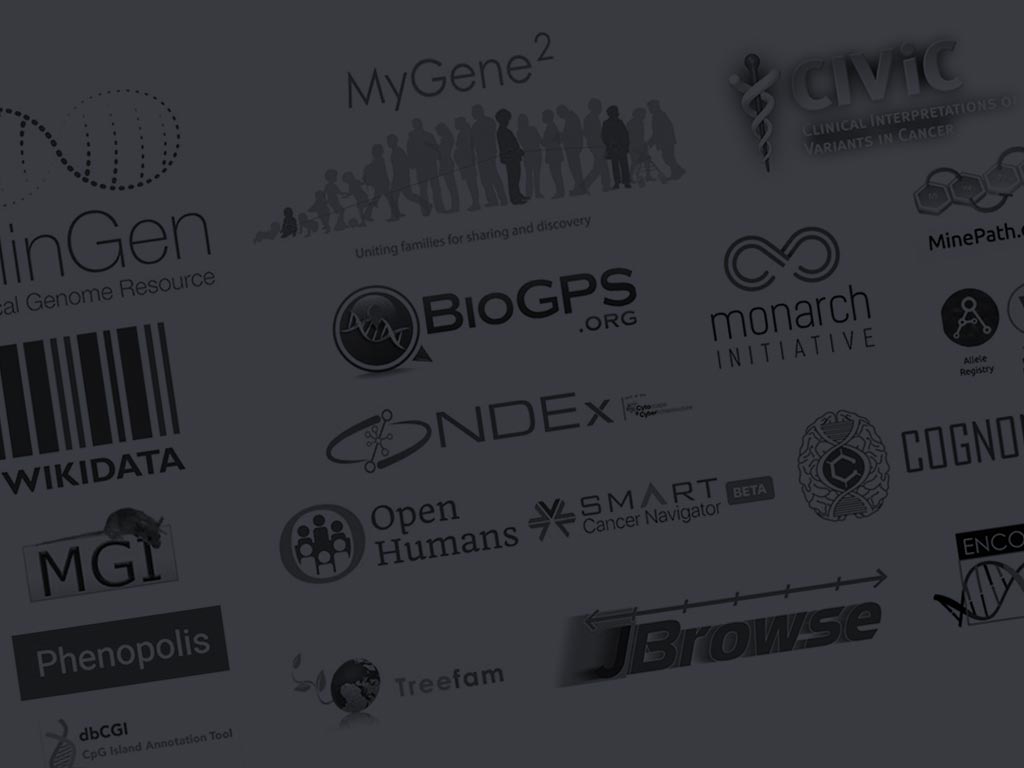 MyGene²
CIViC
CLINICAL INTERPRETATIONS OF
VARIANTS IN CANCER
linGen
cal Genome Resource
Uniting families for sharing and discovery
MinePath.
BioGPS
.ORG
monarch
INITIATIVE
Allele
Registry
WIKIDATA
NDEx
COGNO
MGI
Open
Humans
SMART
Cancer Navigator
BETA
ENCO
Phenopolis
JBrowse
Treefam
dbCGI
CpG Island Annotation Tool